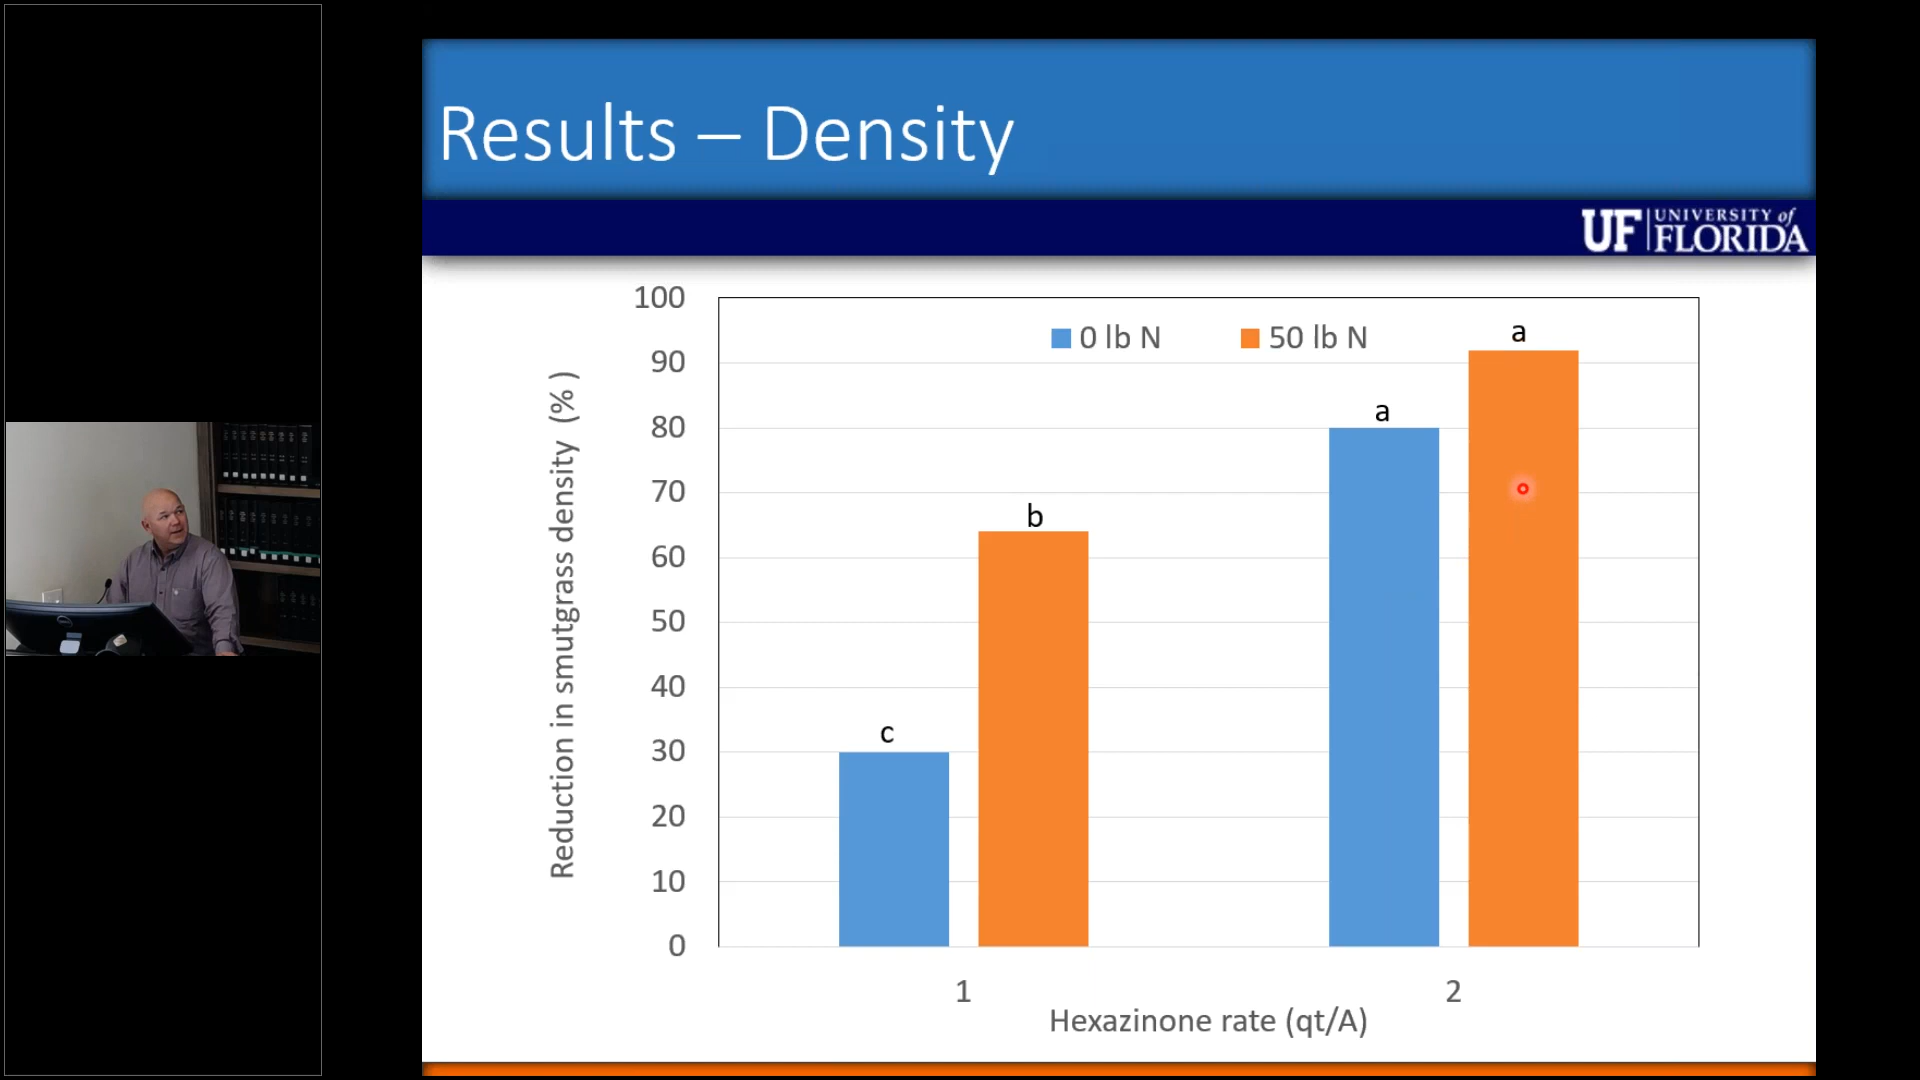 Results – Density
UF UNIVERSITY of
FLORIDA
Reduction in smutgrass density (% )
100
90
80
70
60
50
40
30
20
10
0
0 lb N
50 lb N
c
b
a
a
1
2
Hexazinone rate (qt/A)